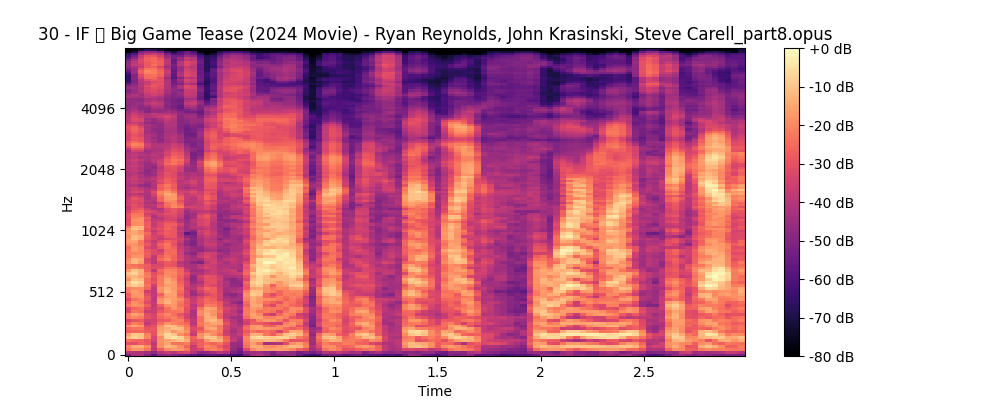 30 - IF ▯ Big Game Tease (2024 Movie) - Ryan Reynolds, John Krasinski, Steve Carell_part8.opus
+0 dB
-10 dB
-20 dB
-30 dB
-40 dB
-50 dB
-60 dB
-70 dB
-80 dB
Hz
4096
2048
1024
512
0
0 0.5 1 1.5 2 2.5
Time